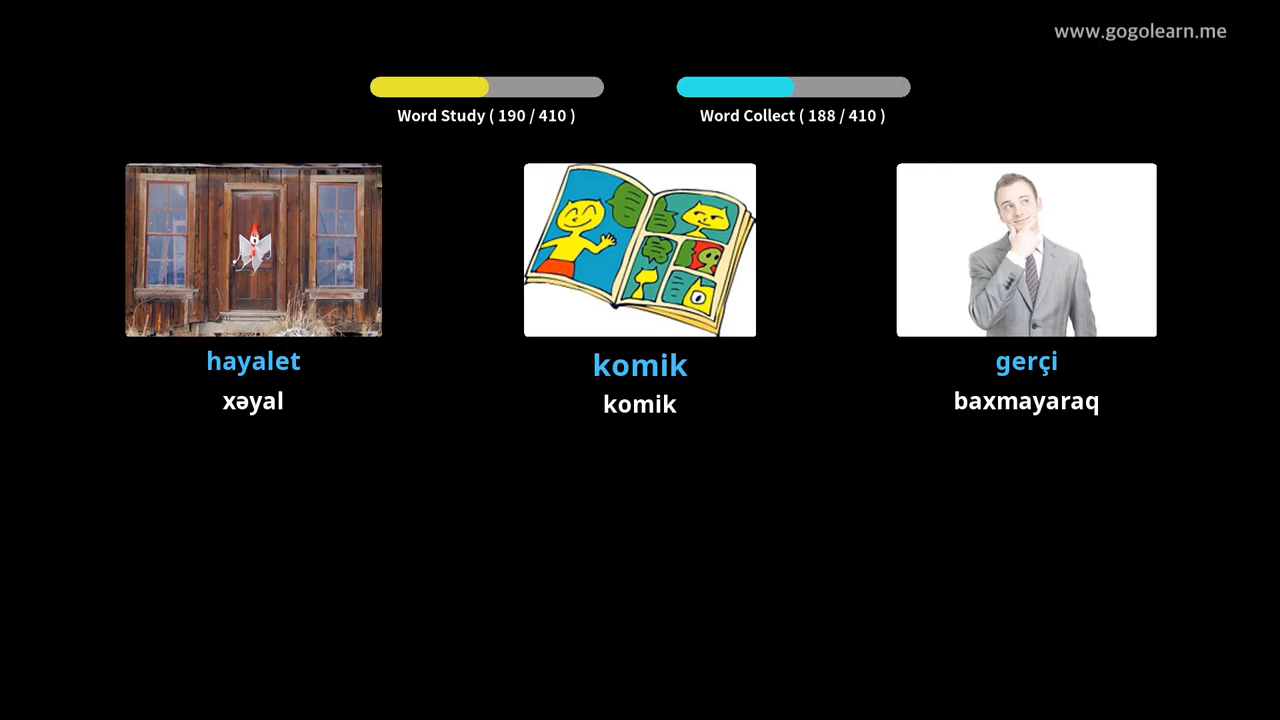 www.gogolearn.me
Word Study ( 190 / 410 )
Word Collect ( 188 / 410 )
hayalet
xəyal
komik
komik
gerçi
baxmayaraq